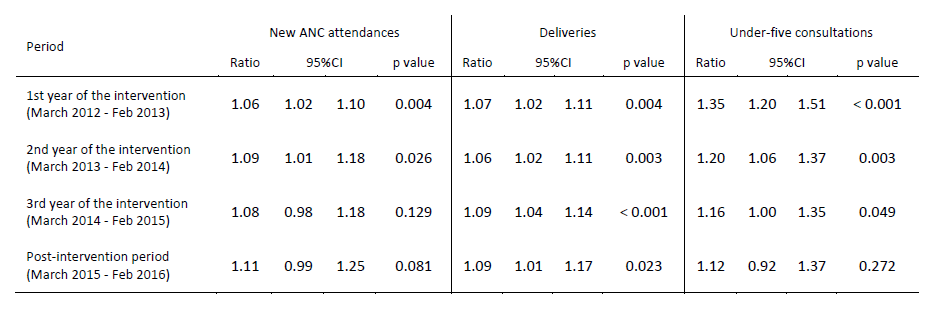 Period New ANC attendances Deliveries Under-five consultations
Ratio 95%CI p value Ratio 95%CI p value Ratio 95%CI p value
1st year of the intervention
(March 2012 - Feb 2013) 1.06 1.02 1.10 0.004 1.07 1.02 1.11 0.004 1.35 1.20 1.51 < 0.001
2nd year of the intervention
(March 2013 - Feb 2014) 1.09 1.01 1.18 0.026 1.06 1.02 1.11 0.003 1.20 1.06 1.37 0.003
3rd year of the intervention
(March 2014 - Feb 2015) 1.08 0.98 1.18 0.129 1.09 1.04 1.14 < 0.001 1.16 1.00 1.35 0.049
Post-intervention period
(March 2015 - Feb 2016) 1.11 0.99 1.25 0.081 1.09 1.01 1.17 0.023 1.12 0.92 1.37 0.272